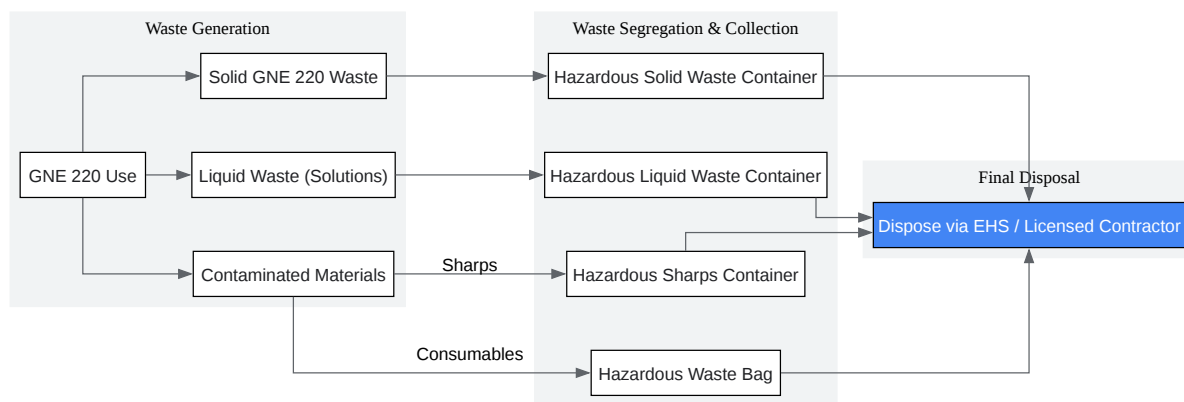 Waste Generation
Waste Segregation & Collection
Solid GNE 220 Waste
Hazardous Solid Waste Container
GNE 220 Use
Liquid Waste (Solutions)
Hazardous Liquid Waste Container
Final Disposal
Dispose via EHS / Licensed Contractor
Contaminated Materials
Sharps
Hazardous Sharps Container
Consumables
Hazardous Waste Bag